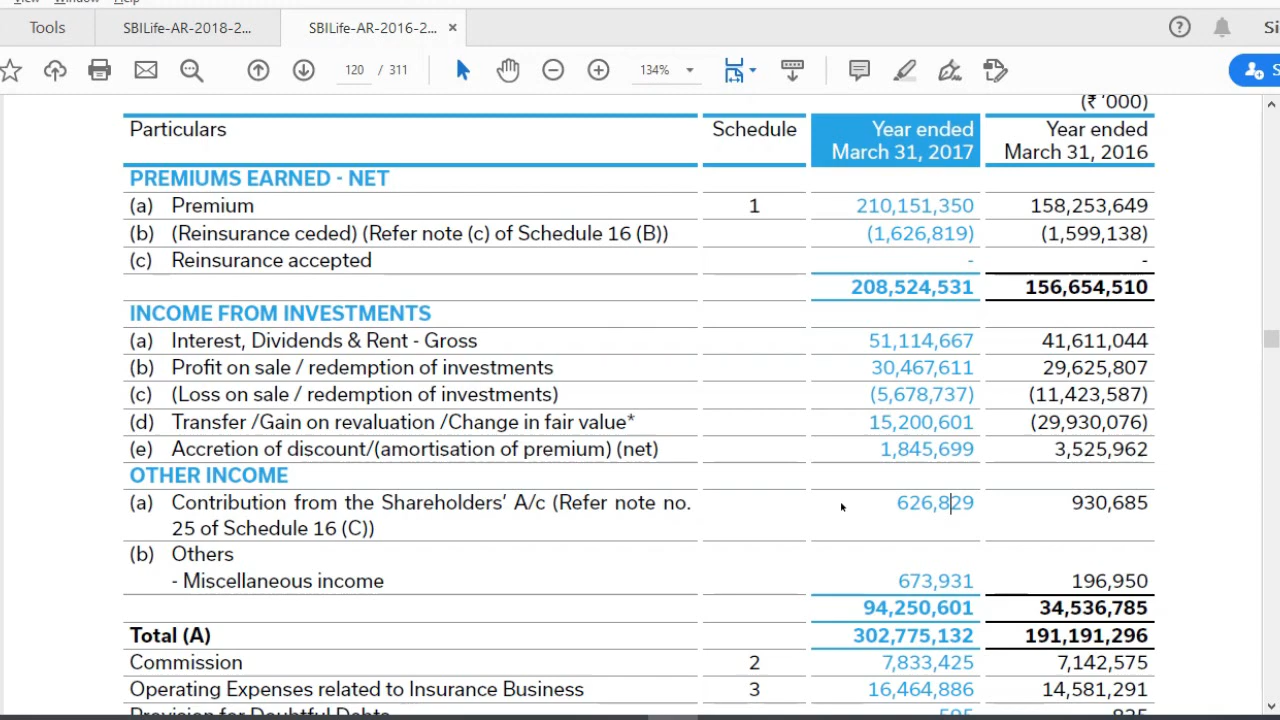 Tools SBILife-AR-2018-2... SBILife-AR-2016-2...
120 / 311 134%
(₹ '000)
Particulars Schedule Year ended March 31, 2017 Year ended March 31, 2016
PREMIUMS EARNED - NET
(a) Premium 1 210,151,350 158,253,649
(b) (Reinsurance ceded) (Refer note (c) of Schedule 16 (B)) (1,626,819) (1,599,138)
(c) Reinsurance accepted - -
208,524,531 156,654,510
INCOME FROM INVESTMENTS
(a) Interest, Dividends & Rent - Gross 51,114,667 41,611,044
(b) Profit on sale / redemption of investments 30,467,611 29,625,807
(c) (Loss on sale / redemption of investments) (5,678,737) (11,423,587)
(d) Transfer /Gain on revaluation /Change in fair value* 15,200,601 (29,930,076)
(e) Accretion of discount/(amortisation of premium) (net) 1,845,699 3,525,962
OTHER INCOME
(a) Contribution from the Shareholders' A/c (Refer note no. 626,829 930,685
25 of Schedule 16 (C))
(b) Others
- Miscellaneous income 673,931 196,950
94,250,601 34,536,785
Total (A) 302,775,132 191,191,296
Commission 2 7,833,425 7,142,575
Operating Expenses related to Insurance Business 3 16,464,886 14,581,291